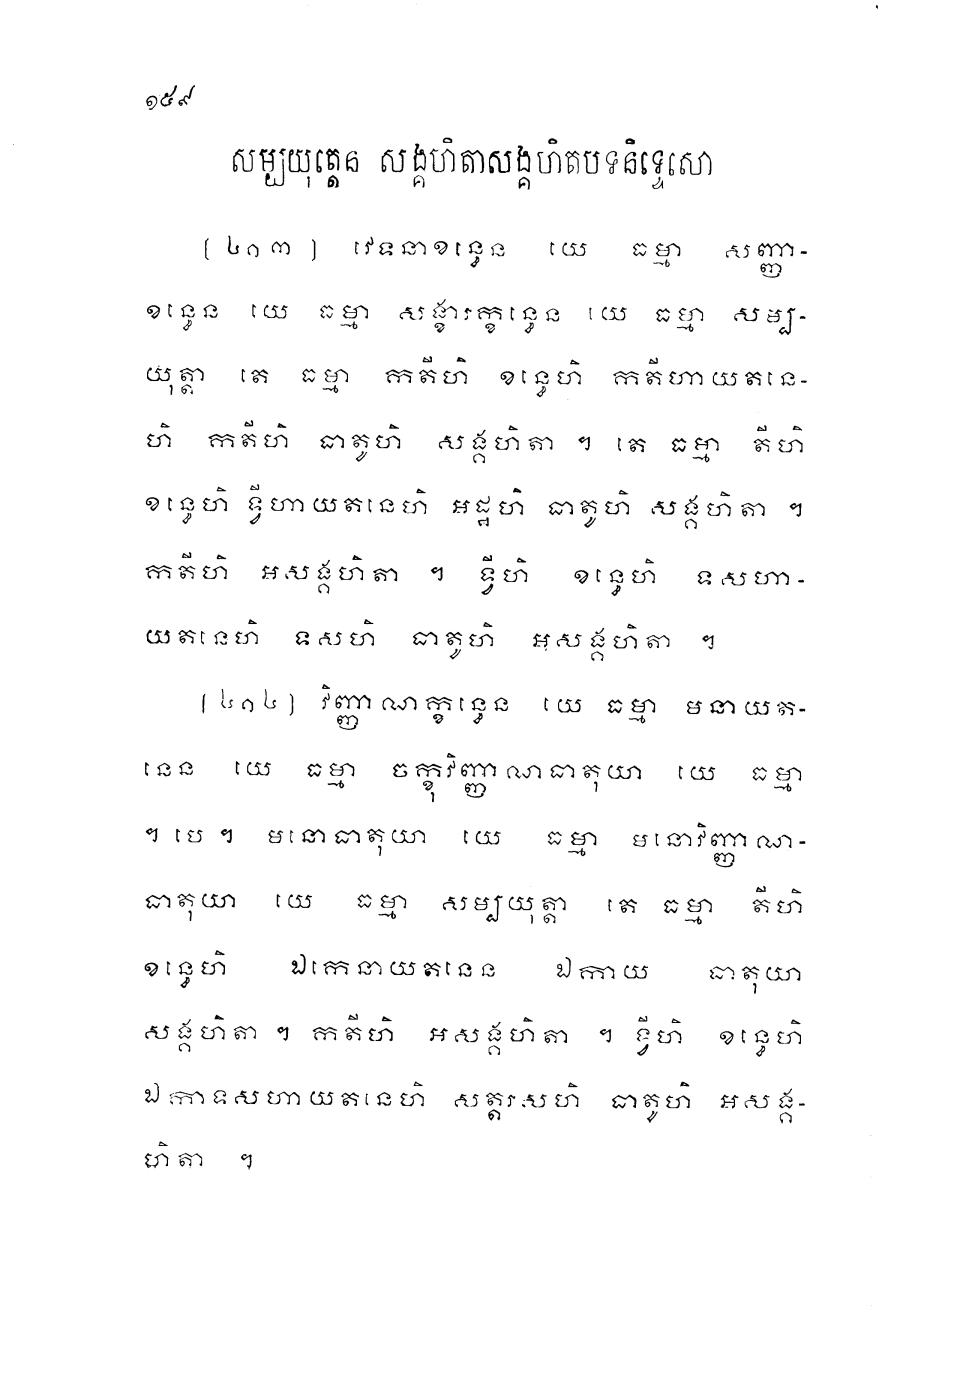 ១៥៩
សម្បយុត្តេន សង្គហិតាសង្គហិតបទនិទ្ទេសោ
[៤១៣] វេទនាខន្ធេន យេ ធម្មា សញ្ញា-
ខន្ធេន យេ ធម្មា សង្ខារក្ខន្ធេន យេ ធម្មា សម្ប-
យុត្តា តេ ធម្មា កតីហិ ខន្ធេហិ កតីហាយតនេ-
ហិ កតីហិ ធាតូហិ សង្គហិតា ។ តេ ធម្មា តីហិ
ខន្ធេហិ ទ្វីហាយតនេហិ អដ្ឋហិ ធាតូហិ សង្គហិតា ។
កតីហិ អសង្គហិតា ។ ទ្វីហិ ខន្ធេហិ ទសហា-
យតនេហិ ទសហិ ធាតូហិ អសង្គហិតា ។
[៤១៤] វិញ្ញាណក្ខន្ធេន យេ ធម្មា មនាយត-
នេន យេ ធម្មា ចក្ខុវិញ្ញាណធាតុយា យេ ធម្មា
។ បេ ។ មនោធាតុយា យេ ធម្មា មនោវិញ្ញាណ-
ធាតុយា យេ ធម្មា សម្បយុត្តា តេ ធម្មា តីហិ
ខន្ធេហិ ឯកេនាយតនេន ឯកាយ ធាតុយា
សង្គហិតា ។ កតីហិ អសង្គហិតា ។ ទ្វីហិ ខន្ធេហិ
ឯកាទសហាយតនេហិ សត្តរសហិ ធាតូហិ អសង្គ-
ហិតា ។